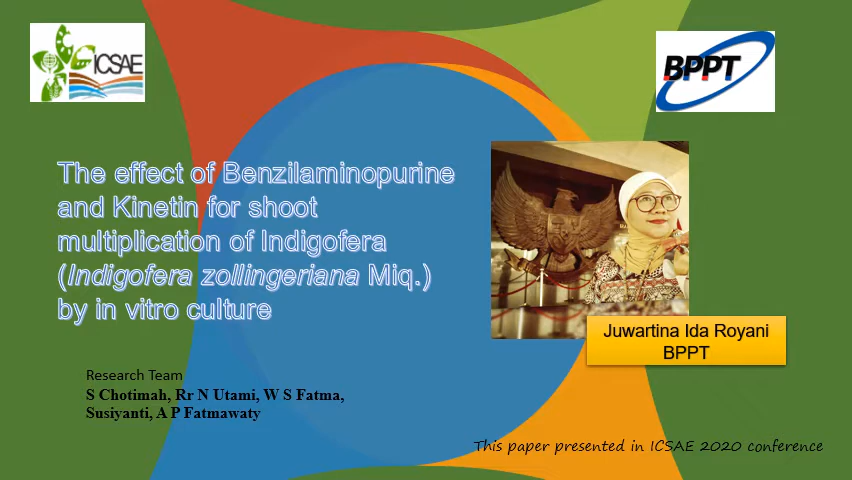 ICSAE
BPPT
The effect of Benzilaminopurine
and Kinetin for shoot
multiplication of Indigofera
(Indigofera zollingeriana Miq.)
by in vitro culture
Juwartina Ida Royani
BPPT
Research Team
S Chotimah, Rr N Utami, W S Fatma,
Susiyanti, A P Fatmawaty
This paper presented in ICSAE 2020 conference